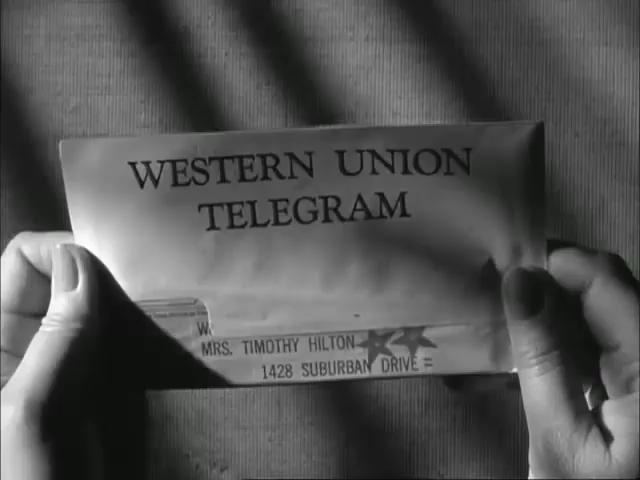 WESTERN UNION
TELEGRAM
W
MRS. TIMOTHY HILTON
1428 SUBURBAN DRIVE =